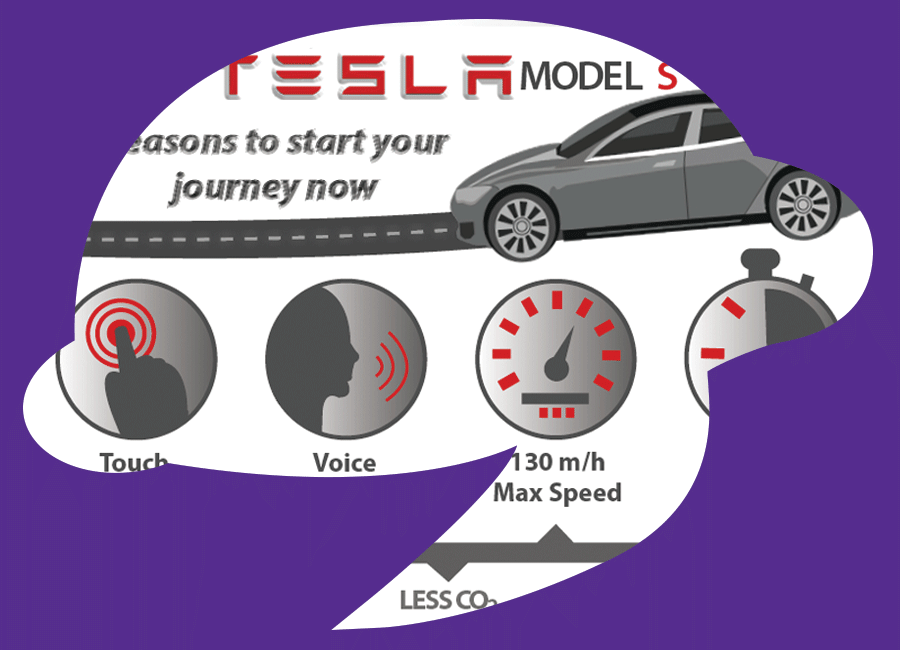 TESLA MODEL S
easons to start your
journey now
Touch
Voice
130 m/h
Max Speed
LESS CO₂